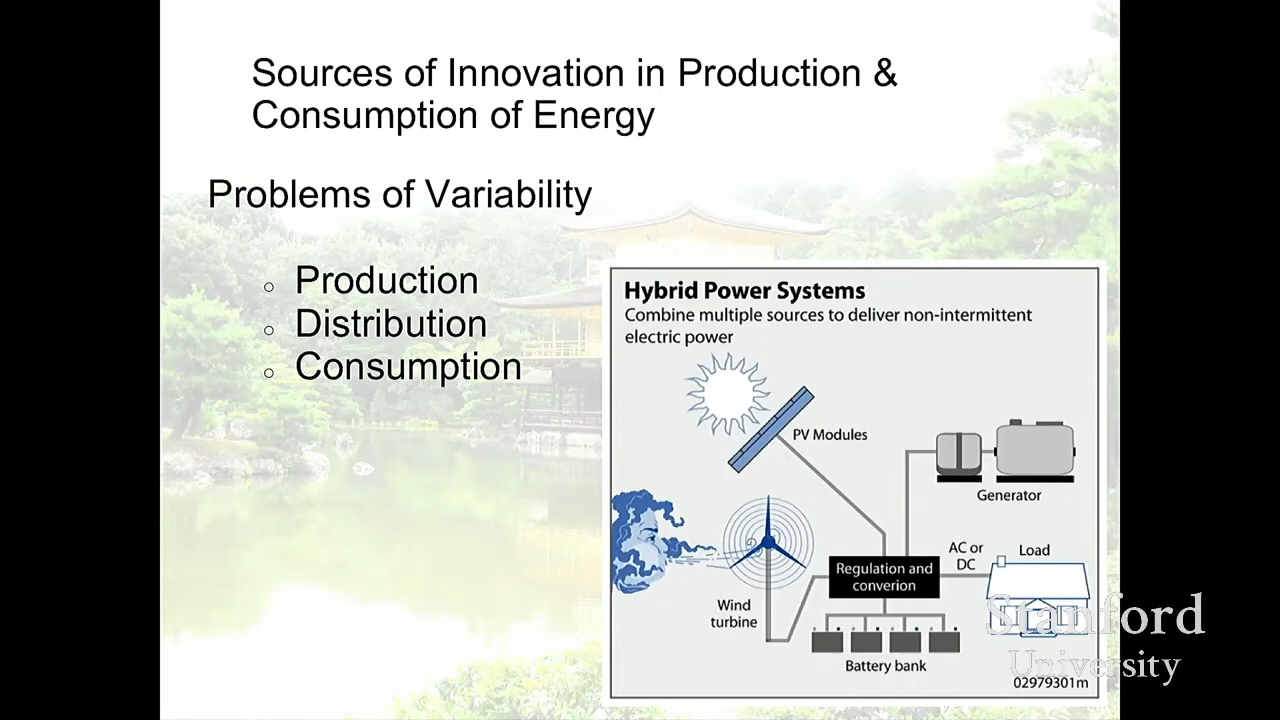 Sources of Innovation in Production &
Consumption of Energy
Problems of Variability
Production
Distribution
Consumption
Hybrid Power Systems
Combine multiple sources to deliver non-intermittent
electric power
PV Modules
Generator
AC or
DC
Load
Regulation and
converion
Wind
turbine
Battery bank
02979301m
Stanford
University